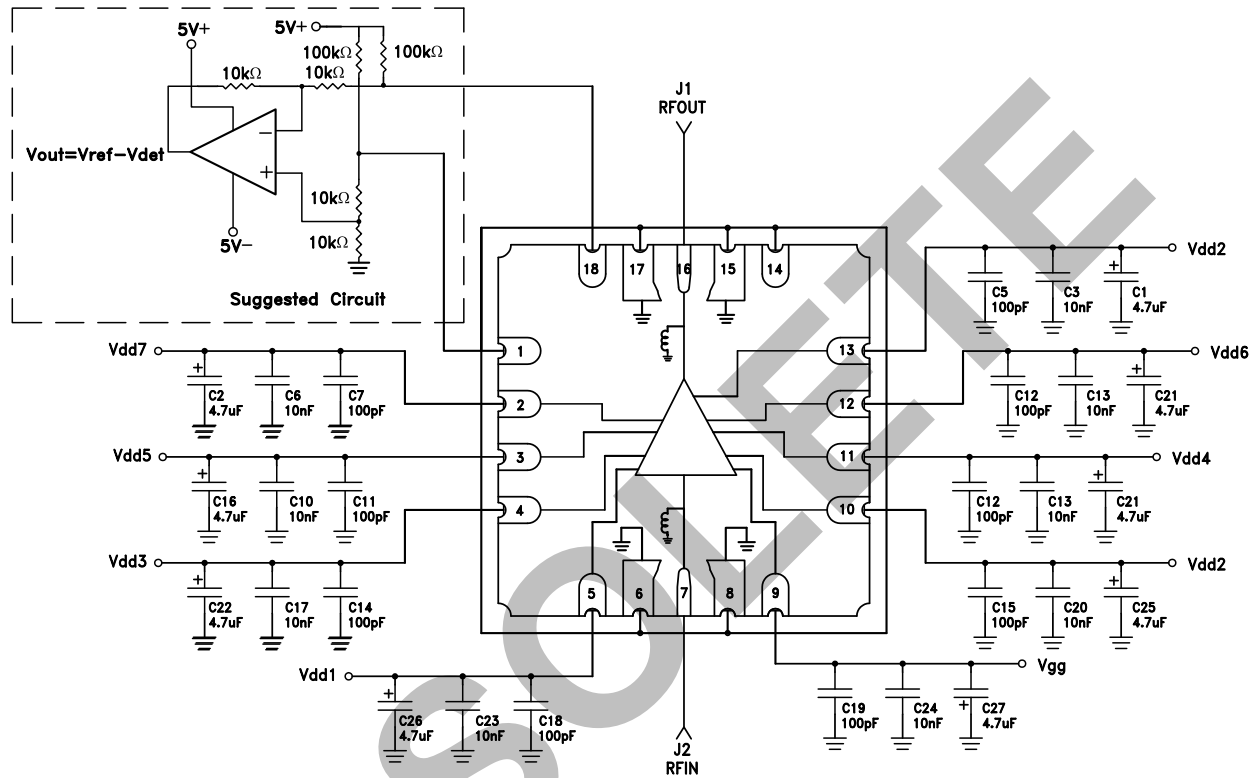 5V+
5V+
100kΩ
100kΩ
10kΩ
10kΩ
Vout=Vref-Vdet
−
+
10kΩ
10kΩ
5V-
Suggested Circuit
J1
RFOUT
18
17
16
15
14
1
2
3
4
5
6
7
8
9
10
11
12
13
Vdd7
+
C2
4.7uF
C6
10nF
C7
100pF
Vdd5
+
C16
4.7uF
C10
10nF
C11
100pF
Vdd3
+
C22
4.7uF
C17
10nF
C14
100pF
Vdd1
+
C26
4.7uF
C23
10nF
C18
100pF
J2
RFIN
Vdd2
C5
100pF
C3
10nF
+
C1
4.7uF
Vdd6
C12
100pF
C13
10nF
+
C21
4.7uF
Vdd4
C12
100pF
C13
10nF
+
C21
4.7uF
Vdd2
C15
100pF
C20
10nF
+
C25
4.7uF
Vgg
C19
100pF
C24
10nF
+
C27
4.7uF
SOLETE